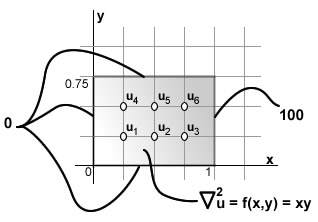 y
0.75
u4 u5 u6
100
0
u1 u2 u3
x
0 1
∇²u = f(x,y) = xy